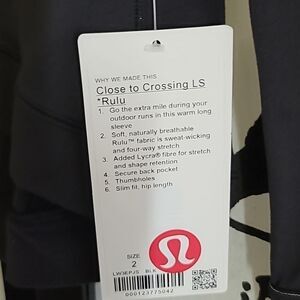 WHY WE MADE THIS
Close to Crossing LS
*Rulu
1. Go the extra mile during your
outdoor runs in this warm long
sleeve
2. Soft, naturally breathable
Rulu™ fabric is sweat-wicking
and four-way stretch
3. Added Lycra® fibre for stretch
and shape retention
4. Secure back pocket
5. Thumbholes
6. Slim fit, hip length
SIZE
2
LW3EPJS BLK
000123775042